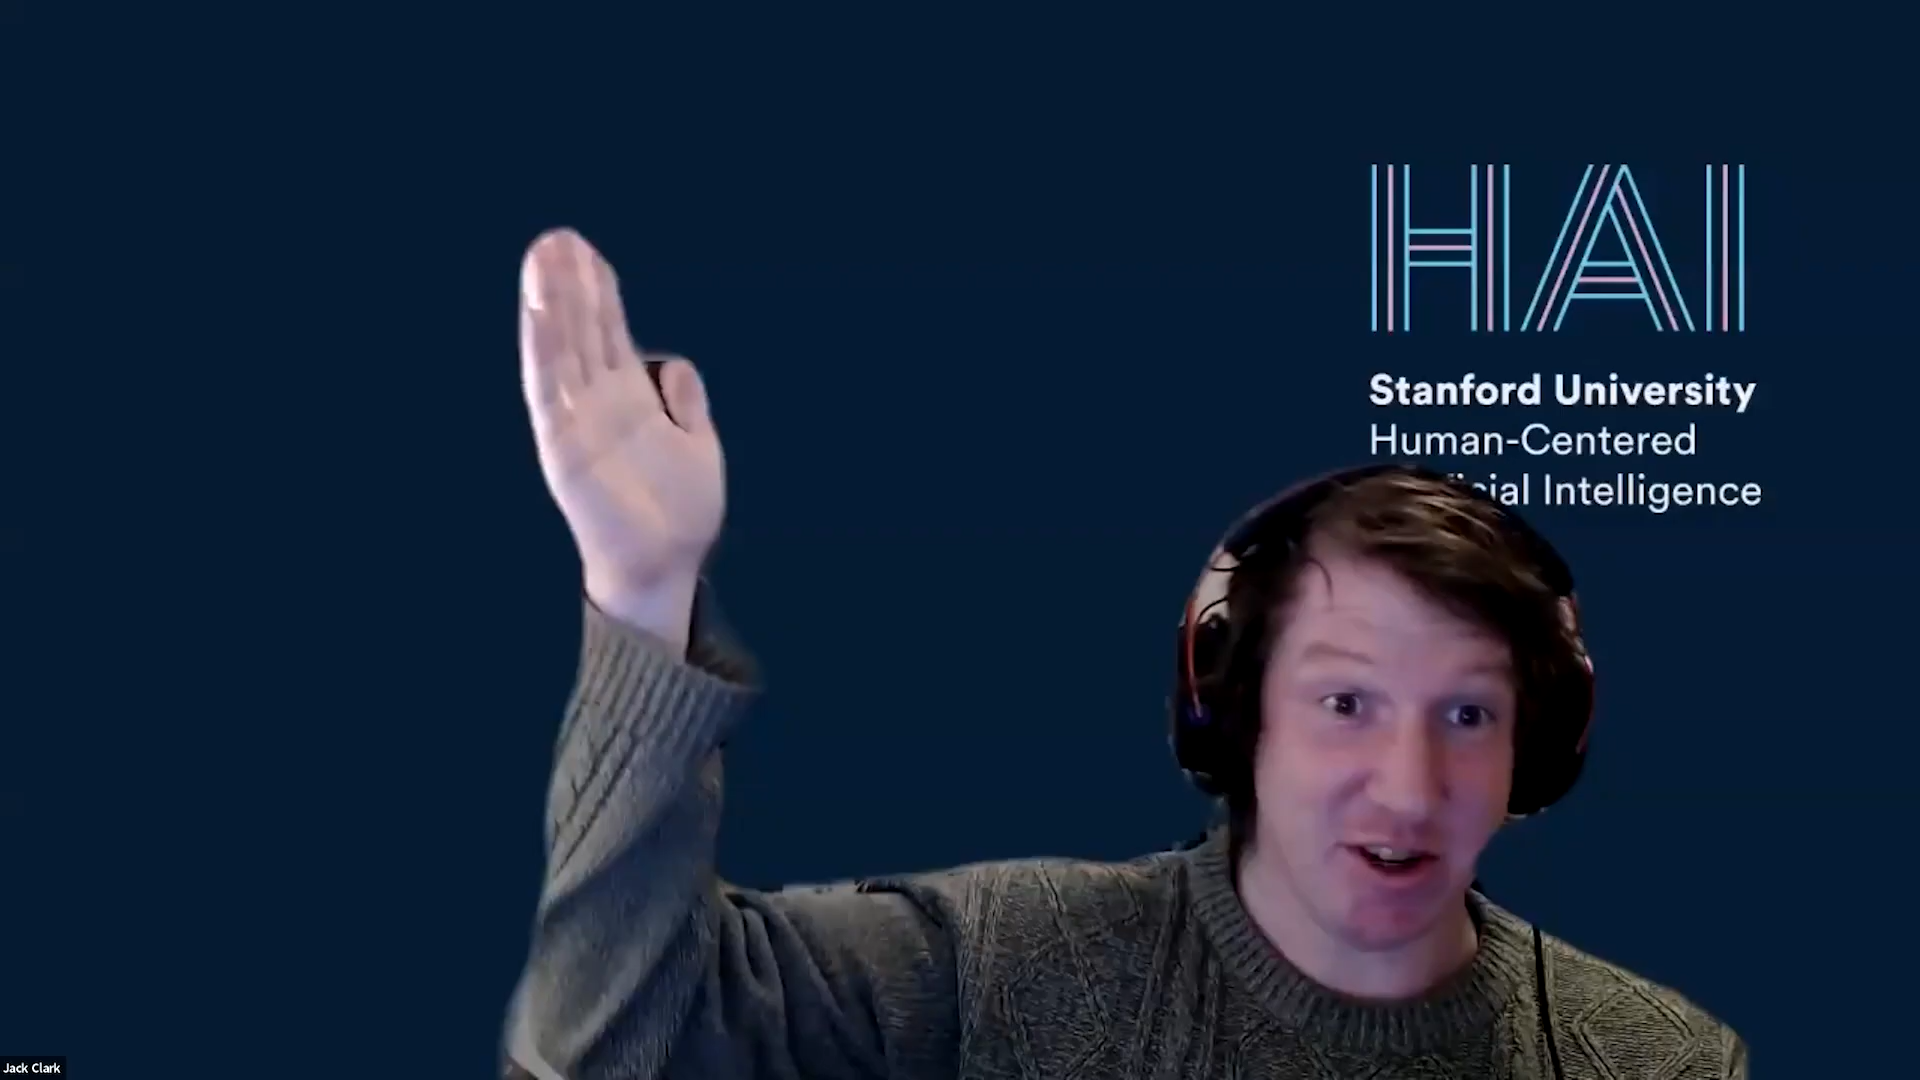 HAI
Stanford University
Human-Centered
Intelligence
Jack Clark